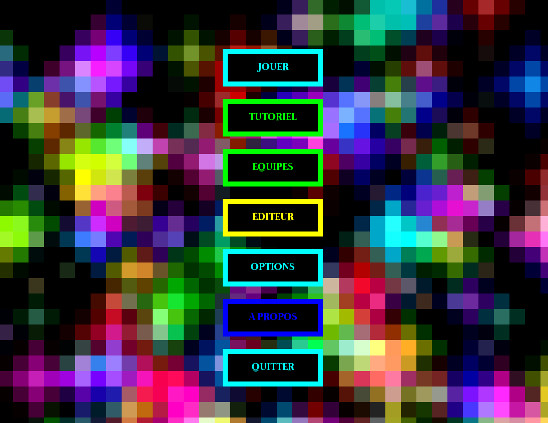 JOUER
TUTORIEL
EQUIPES
EDITEUR
OPTIONS
A PROPOS
QUITTER